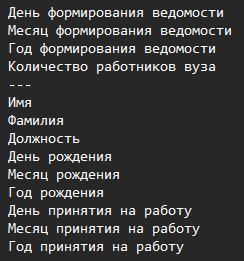 День формирования ведомости
Месяц формирования ведомости
Год формирования ведомости
Количество работников вуза
---
Имя
Фамилия
Должность
День рождения
Месяц рождения
Год рождения
День принятия на работу
Месяц принятия на работу
Год принятия на работу